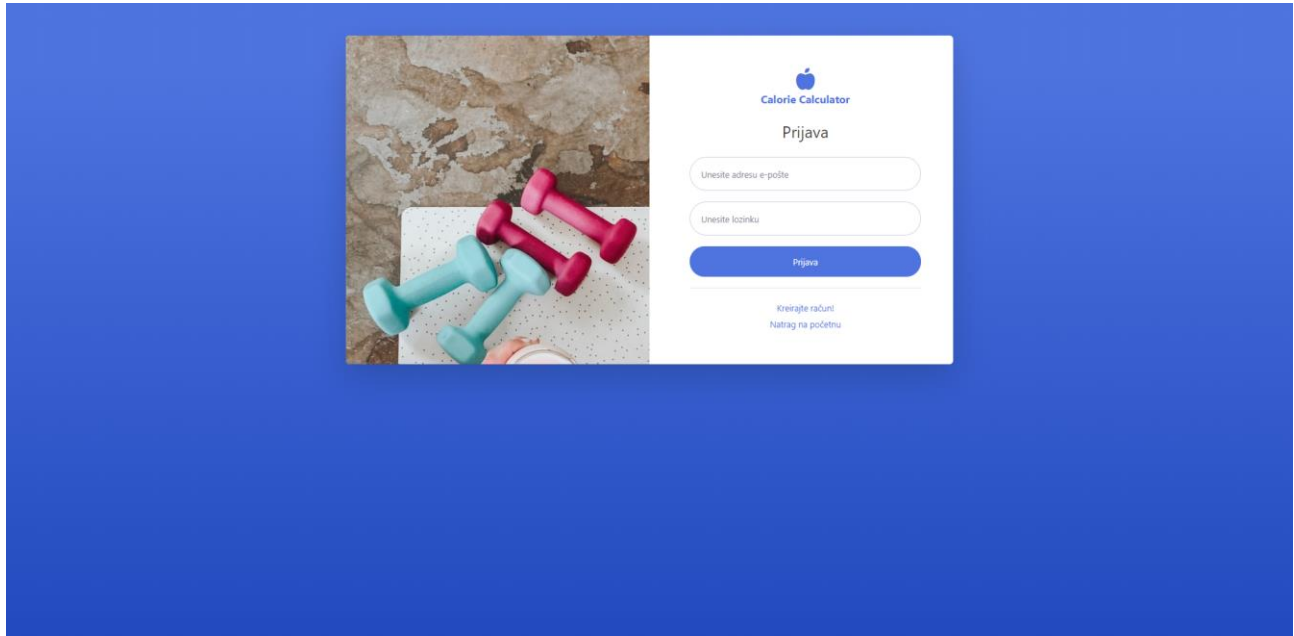 Calorie Calculator
Prijava
Unesite adresu e-pošte
Unesite lozinku
Prijava
Kreirajte račun!
Natrag na početnu